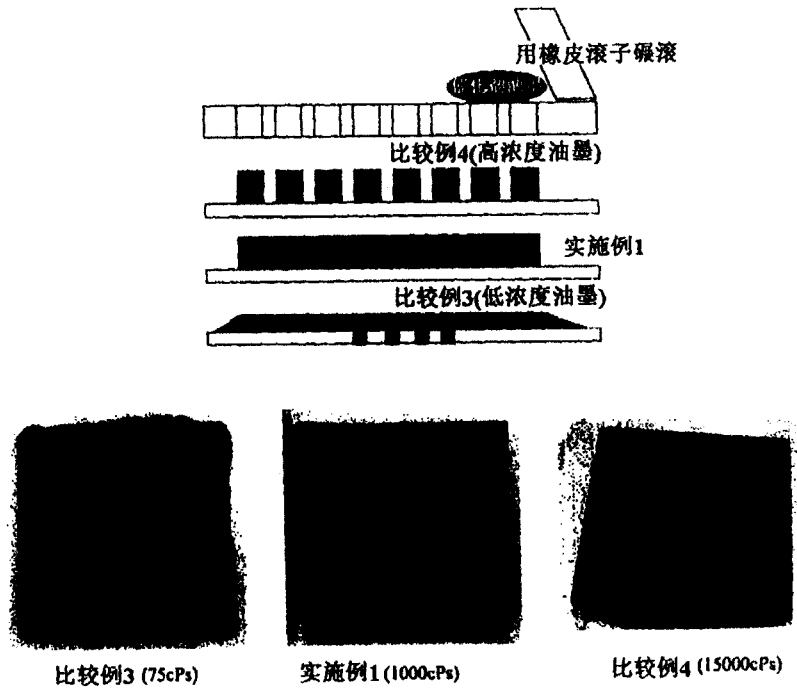 用橡皮滚子碾滚
比较例4(高浓度油墨)
实施例1
比较例3(低浓度油墨)
比较例3 (75cPs)
实施例1 (1000cPs)
比较例4 (15000cPs)